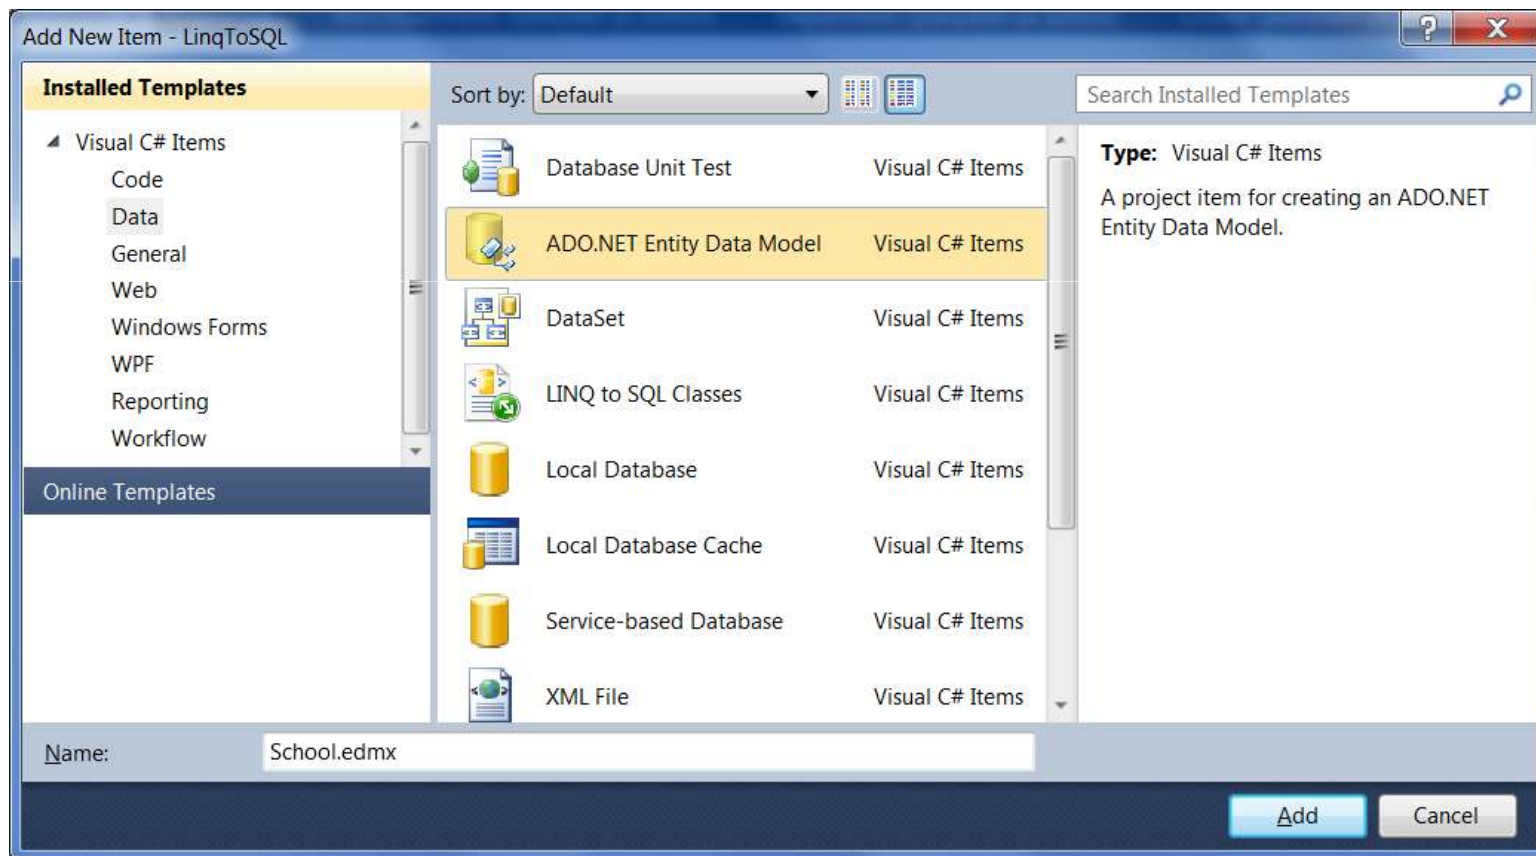 Add New Item - LinqToSQL
Installed Templates
Visual C# Items
Code
Data
General
Web
Windows Forms
WPF
Reporting
Workflow
Online Templates
Sort by: Default
Database Unit Test Visual C# Items
ADO.NET Entity Data Model Visual C# Items
DataSet Visual C# Items
LINQ to SQL Classes Visual C# Items
Local Database Visual C# Items
Local Database Cache Visual C# Items
Service-based Database Visual C# Items
XML File Visual C# Items
Search Installed Templates
Type: Visual C# Items
A project item for creating an ADO.NET
Entity Data Model.
Name: School.edmx
Add Cancel